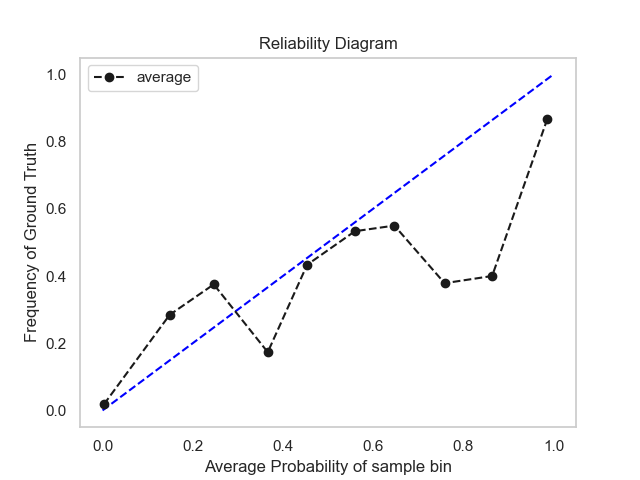 Reliability Diagram
average
Frequency of Ground Truth
1.0
0.8
0.6
0.4
0.2
0.0
0.0 0.2 0.4 0.6 0.8 1.0
Average Probability of sample bin